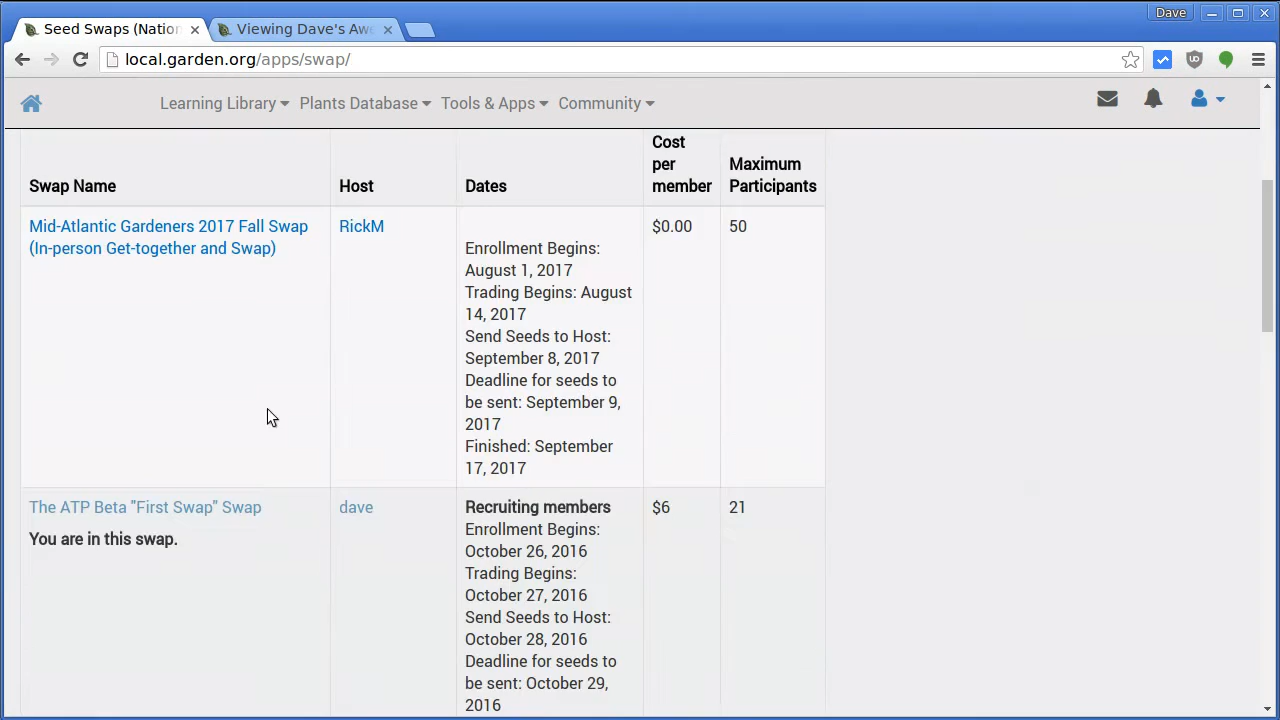 Dave
Seed Swaps (Nation
Viewing Dave's Awe
local.garden.org/apps/swap/
Learning Library
Plants Database
Tools & Apps
Community
Swap Name
Host
Dates
Cost
per
member
Maximum
Participants
Mid-Atlantic Gardeners 2017 Fall Swap
(In-person Get-together and Swap)
RickM
Enrollment Begins:
August 1, 2017
Trading Begins: August
14, 2017
Send Seeds to Host:
September 8, 2017
Deadline for seeds to
be sent: September 9,
2017
Finished: September
17, 2017
$0.00
50
The ATP Beta "First Swap" Swap
You are in this swap.
dave
Recruiting members
Enrollment Begins:
October 26, 2016
Trading Begins:
October 27, 2016
Send Seeds to Host:
October 28, 2016
Deadline for seeds to
be sent: October 29,
2016
$6
21